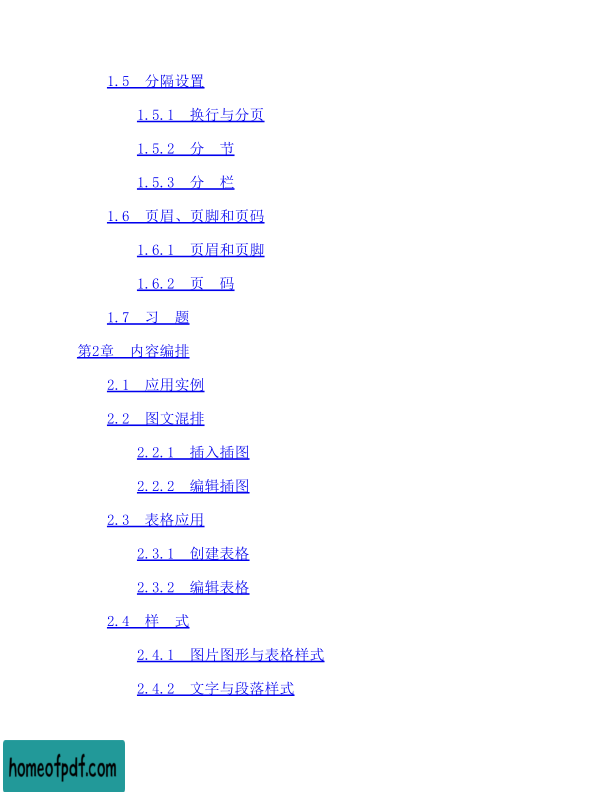 1.5　分隔设置
1.5.1　换行与分页
1.5.2　分　节
1.5.3　分　栏
1.6　页眉、页脚和页码
1.6.1　页眉和页脚
1.6.2　页　码
1.7　习　题
第2章　内容编排
2.1　应用实例
2.2　图文混排
2.2.1　插入插图
2.2.2　编辑插图
2.3　表格应用
2.3.1　创建表格
2.3.2　编辑表格
2.4　样　式
2.4.1　图片图形与表格样式
2.4.2　文字与段落样式
homeofpdf.com